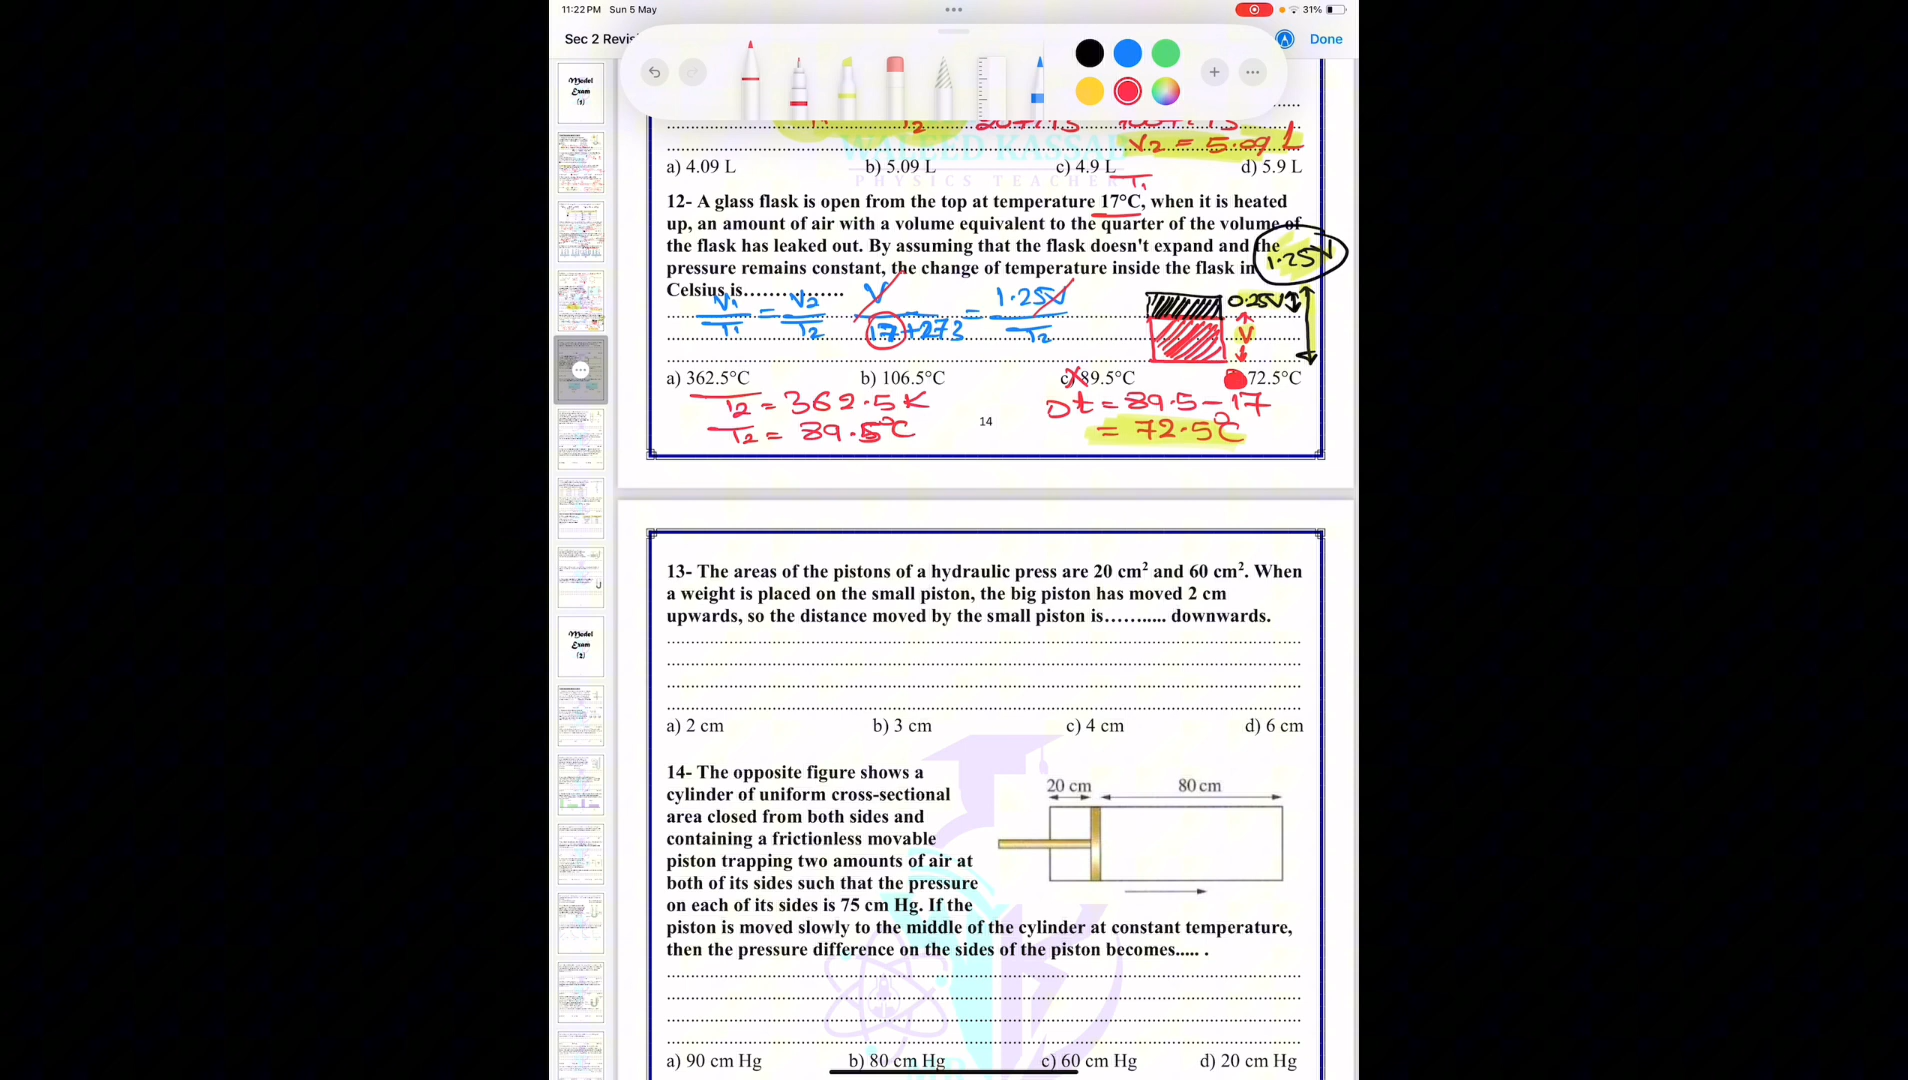 11:22 PM Sun 5 May
31%
Sec 2 Revis
Done
Model
Exam
(1)
Model
Exam
(2)
V2 = 5.09 L
WALEED KASSAB
PHYSICS TEACHER
a) 4.09 L b) 5.09 L c) 4.9 L d) 5.9 L
T1
12- A glass flask is open from the top at temperature 17°C, when it is heated
up, an amount of air with a volume equivalent to the quarter of the volume of
the flask has leaked out. By assuming that the flask doesn't expand and the
pressure remains constant, the change of temperature inside the flask in
1.25V
Celsius is……………
V1/T1 = V2/T2 V/17+273 = 1.25V/T2
0.25V
V
a) 362.5°C b) 106.5°C c) 89.5°C 72.5°C
T2 = 362.5 K
Δt = 89.5 - 17
T2 = 89.5°C
= 72.5°C
14
13- The areas of the pistons of a hydraulic press are 20 cm² and 60 cm². When
a weight is placed on the small piston, the big piston has moved 2 cm
upwards, so the distance moved by the small piston is……..... downwards.
a) 2 cm b) 3 cm c) 4 cm d) 6 cm
14- The opposite figure shows a
cylinder of uniform cross-sectional
area closed from both sides and
containing a frictionless movable
piston trapping two amounts of air at
both of its sides such that the pressure
on each of its sides is 75 cm Hg. If the
piston is moved slowly to the middle of the cylinder at constant temperature,
then the pressure difference on the sides of the piston becomes..... .
20 cm 80 cm
a) 90 cm Hg b) 80 cm Hg c) 60 cm Hg d) 20 cm Hg